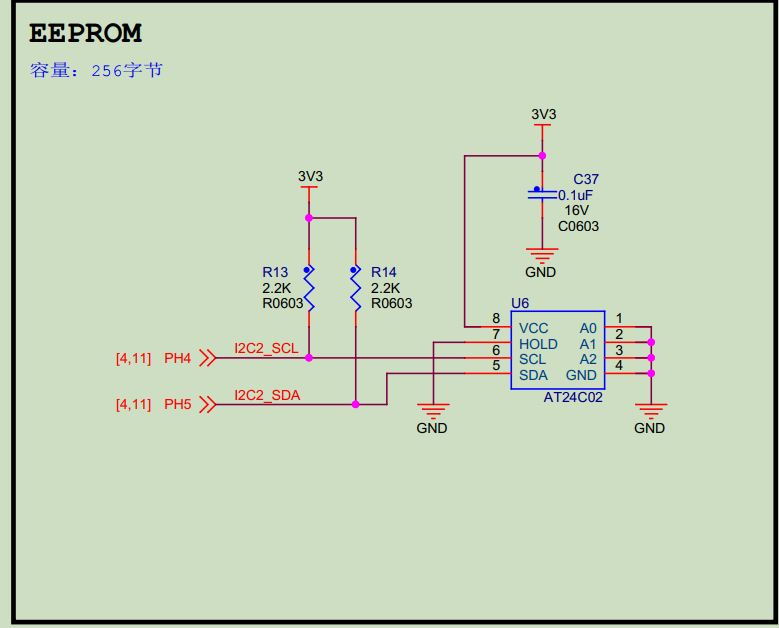 EEPROM
容量：256字节
3V3
C37
0.1uF
16V
C0603
GND
3V3
R13
2.2K
R0603
R14
2.2K
R0603
U6
8 VCC A0 1
7 HOLD A1 2
6 SCL A2 3
5 SDA GND 4
AT24C02
[4,11] PH4 I2C2_SCL
[4,11] PH5 I2C2_SDA
GND
GND